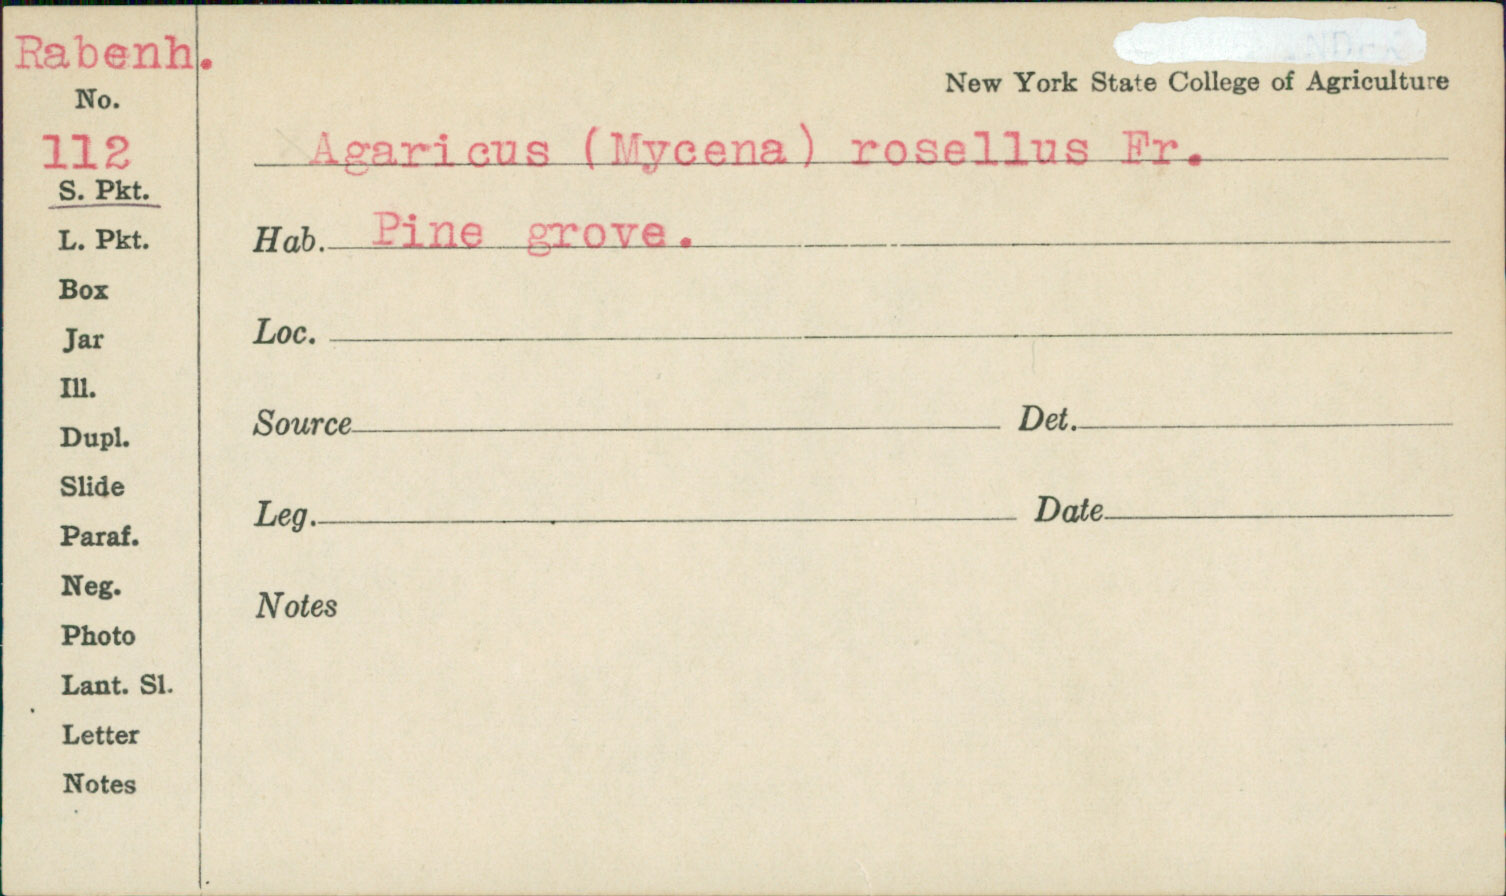 Rabenh.
No.
112
S. Pkt.
L. Pkt.
Box
Jar
Ill.
Dupl.
Slide
Paraf.
Neg.
Photo
Lant. Sl.
Letter
Notes
New York State College of Agriculture
Agaricus (Mycena) rosellus Fr.
Hab. Pine grove.
Loc.
Source Det.
Leg. Date
Notes